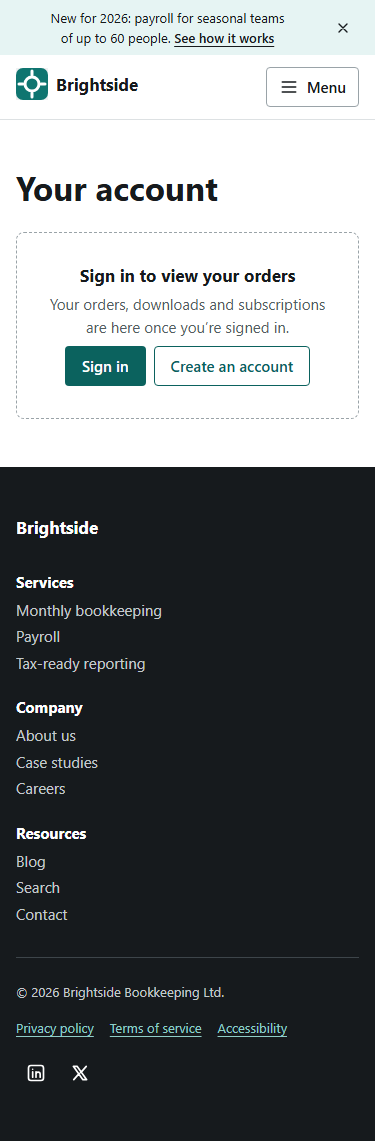 New for 2026: payroll for seasonal teams
of up to 60 people. See how it works
Brightside
Menu
Your account
Sign in to view your orders
Your orders, downloads and subscriptions
are here once you’re signed in.
Sign in
Create an account
Brightside
Services
Monthly bookkeeping
Payroll
Tax-ready reporting
Company
About us
Case studies
Careers
Resources
Blog
Search
Contact
© 2026 Brightside Bookkeeping Ltd.
Privacy policy Terms of service Accessibility